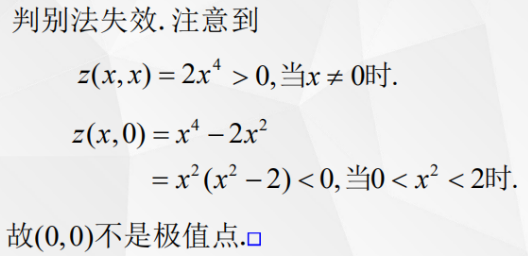 判别法失效. 注意到
z(x,x) = 2x⁴ > 0, 当x ≠ 0时.
z(x,0) = x⁴ − 2x²
= x²(x² − 2) < 0, 当0 < x² < 2时.
故(0,0)不是极值点.□